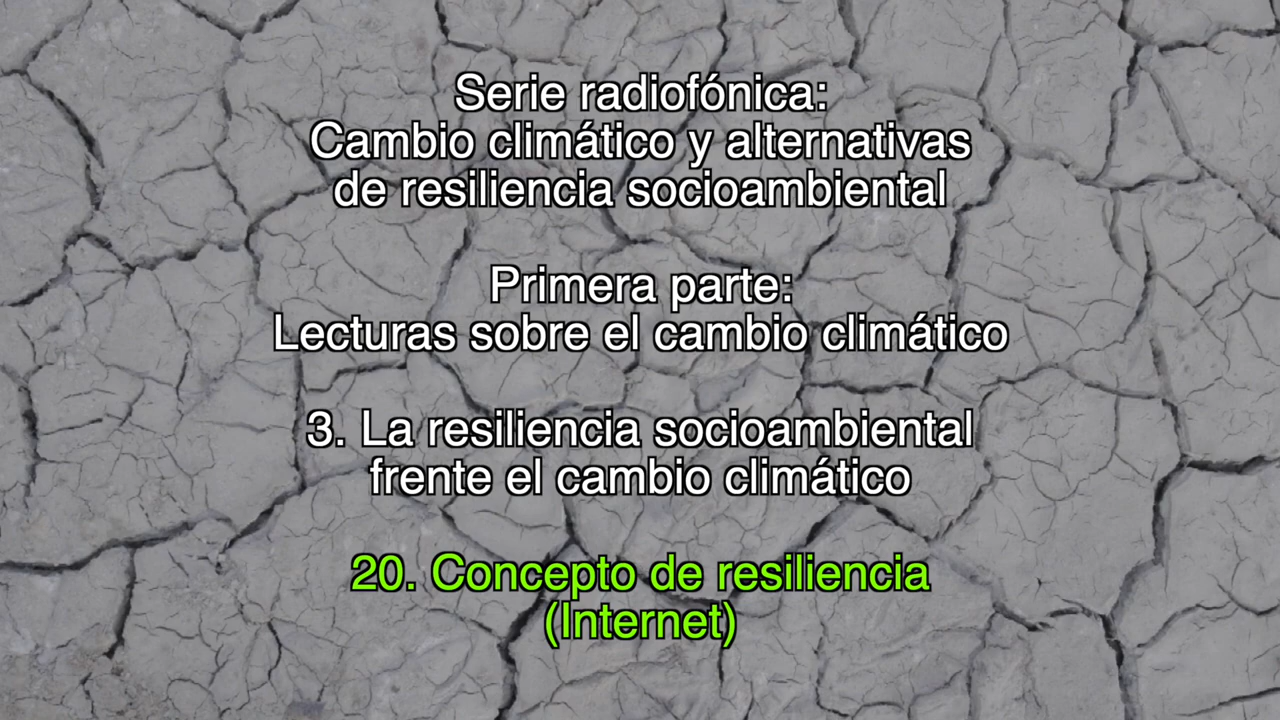 Serie radiofónica:
Cambio climático y alternativas
de resiliencia socioambiental
Primera parte:
Lecturas sobre el cambio climático
3. La resiliencia socioambiental
frente el cambio climático
20. Concepto de resiliencia
(Internet)